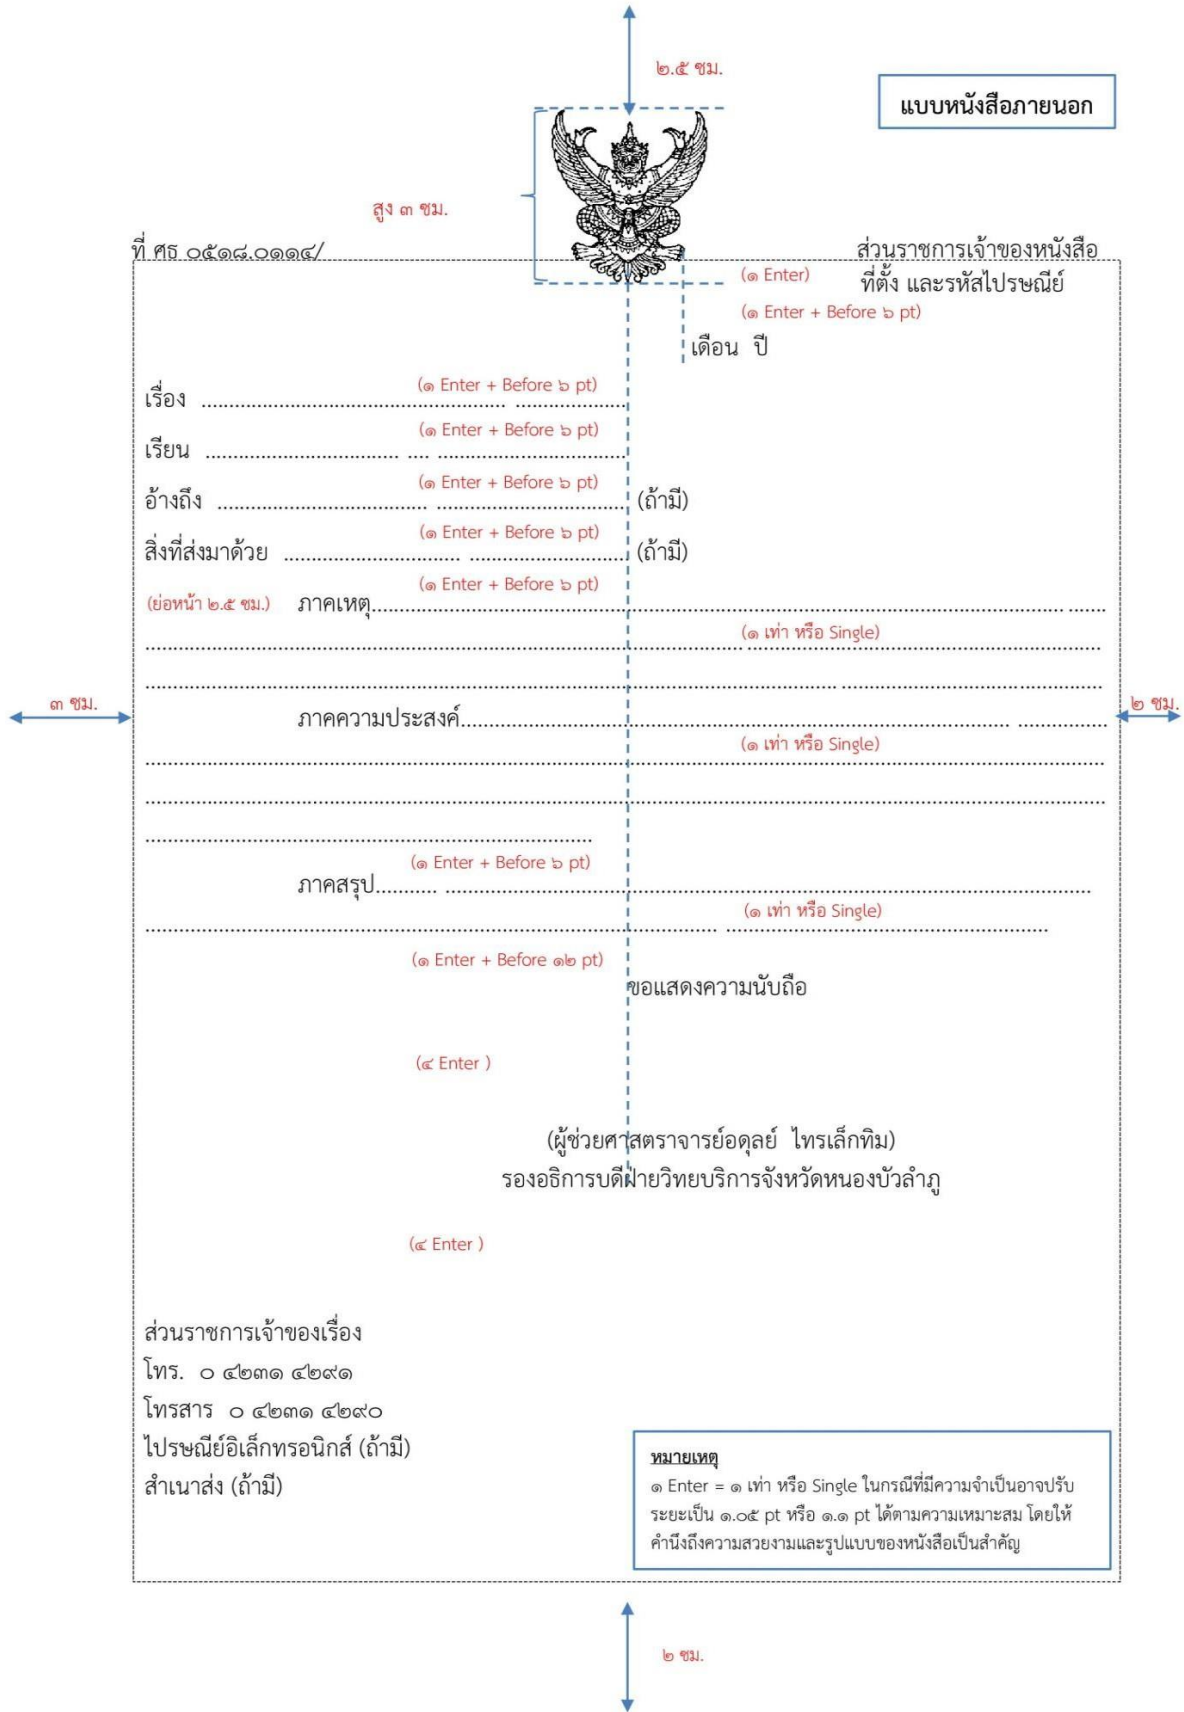 ๒.๕ ซม.
แบบหนังสือภายนอก
สูง ๓ ซม.
ที่ ศธ ๐๕๑๘.๐๑๑๔/
ส่วนราชการเจ้าของหนังสือ
(๑ Enter) ที่ตั้ง และรหัสไปรษณีย์
(๑ Enter + Before ๖ pt)
เดือน ปี
(๑ Enter + Before ๖ pt)
เรื่อง ....................................................... ....................
(๑ Enter + Before ๖ pt)
เรียน ................................... .... .................................
(๑ Enter + Before ๖ pt)
อ้างถึง ...................................... .................................. (ถ้ามี)
(๑ Enter + Before ๖ pt)
สิ่งที่ส่งมาด้วย ................................ ............................. (ถ้ามี)
(๑ Enter + Before ๖ pt)
(ย่อหน้า ๒.๕ ซม.) ภาคเหตุ............................................................................................................................. .......
(๑ เท่า หรือ Single)
............................................................................................................ ................................................................
................................................................................................................................. ...............................................
๓ ซม.
๒ ซม.
ภาคความประสงค์.................................................................................................... ................
(๑ เท่า หรือ Single)
..............................................................................................................................................................................
..............................................................................................................................................................................
.................................................................................
(๑ Enter + Before ๖ pt)
ภาคสรุป........... .....................................................................................................................
(๑ เท่า หรือ Single)
........................................................................................................ ..........................................................
(๑ Enter + Before ๑๒ pt)
ขอแสดงความนับถือ
(๔ Enter )
(ผู้ช่วยศาสตราจารย์อดุลย์ ไทรเล็กทิม)
รองอธิการบดีฝ่ายวิทยบริการจังหวัดหนองบัวลำภู
(๔ Enter )
ส่วนราชการเจ้าของเรื่อง
โทร. ๐ ๔๒๓๑ ๔๒๙๑
โทรสาร ๐ ๔๒๓๑ ๔๒๙๐
ไปรษณีย์อิเล็กทรอนิกส์ (ถ้ามี)
สำเนาส่ง (ถ้ามี)
หมายเหตุ
๑ Enter = ๑ เท่า หรือ Single ในกรณีที่มีความจำเป็นอาจปรับ
ระยะเป็น ๑.๐๕ pt หรือ ๑.๑ pt ได้ตามความเหมาะสม โดยให้
คำนึงถึงความสวยงามและรูปแบบของหนังสือเป็นสำคัญ
๒ ซม.